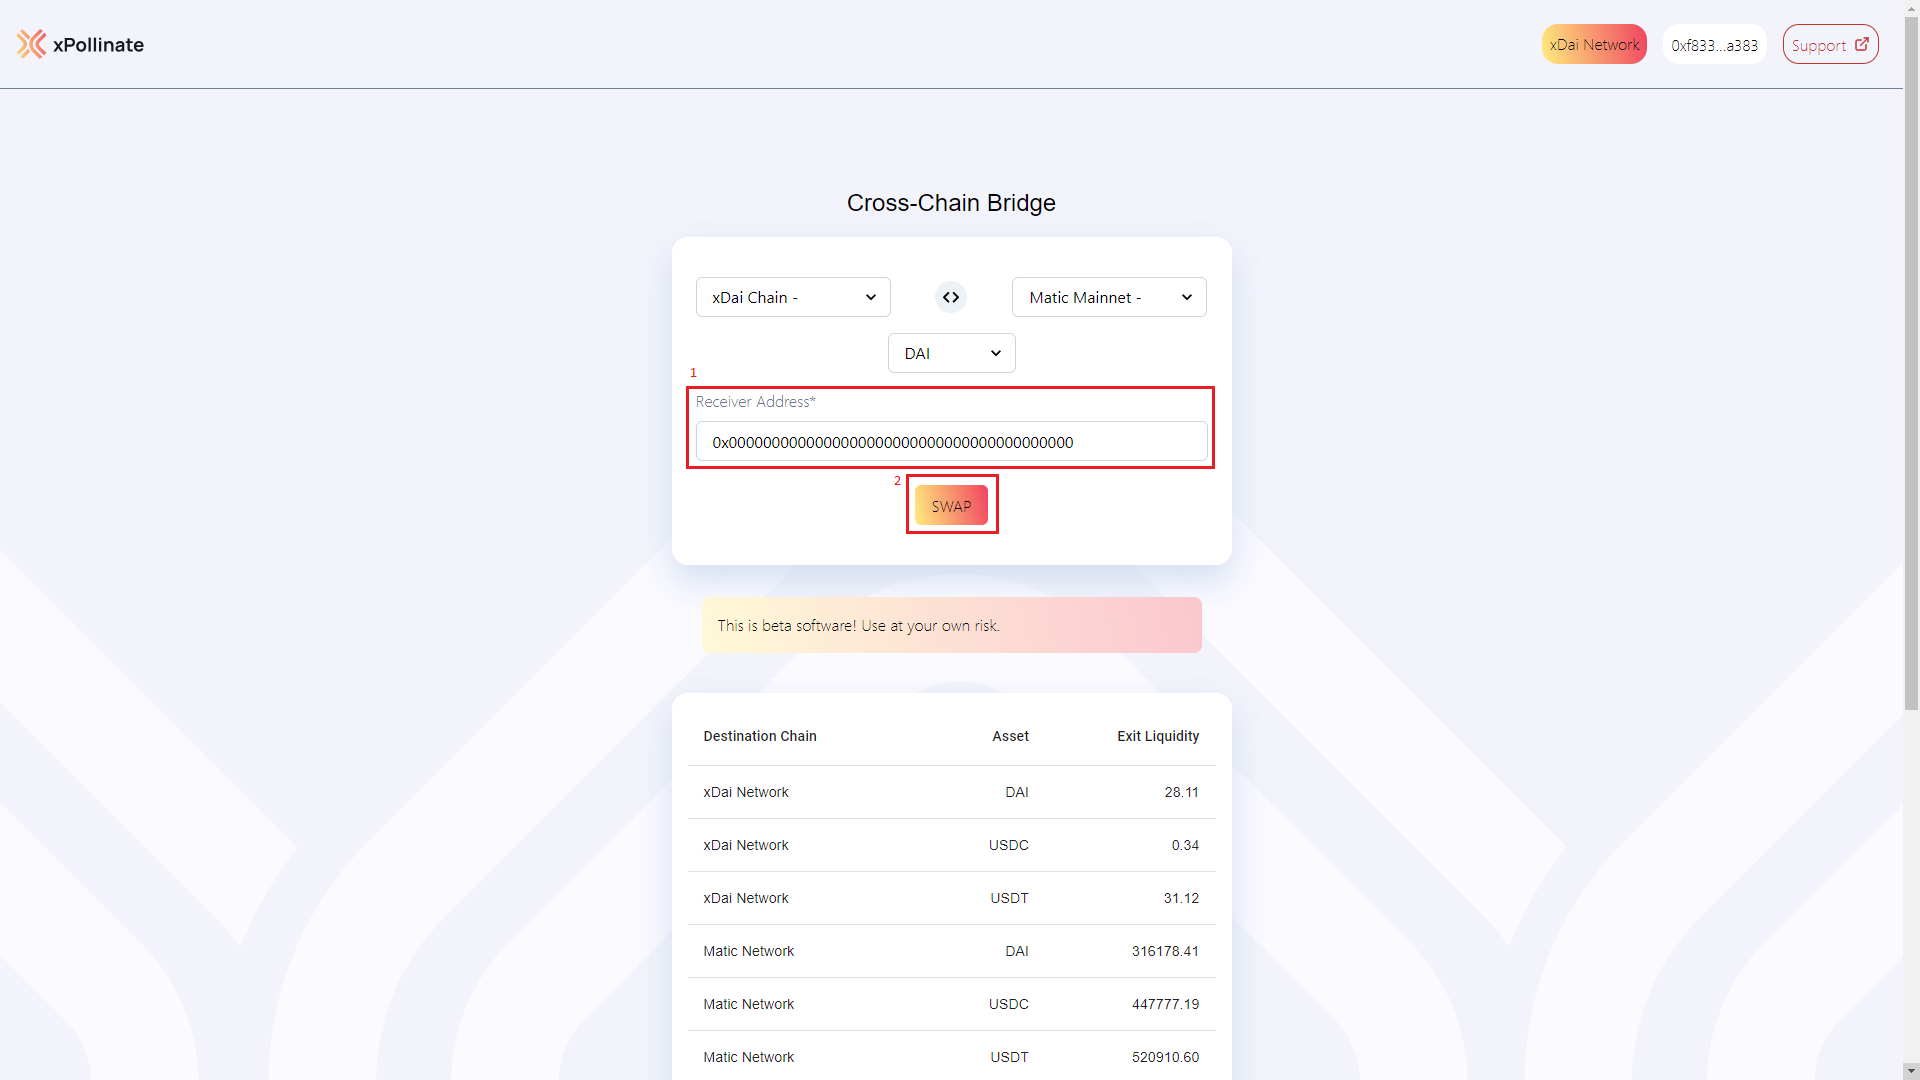 xPollinate
xDai Network
0xf833...a383
Support
Cross-Chain Bridge
xDai Chain -
<>
Matic Mainnet -
DAI
1
Receiver Address*
0x0000000000000000000000000000000000000000
2
SWAP
This is beta software! Use at your own risk.
Destination Chain Asset Exit Liquidity
xDai Network DAI 28.11
xDai Network USDC 0.34
xDai Network USDT 31.12
Matic Network DAI 316178.41
Matic Network USDC 447777.19
Matic Network USDT 520910.60